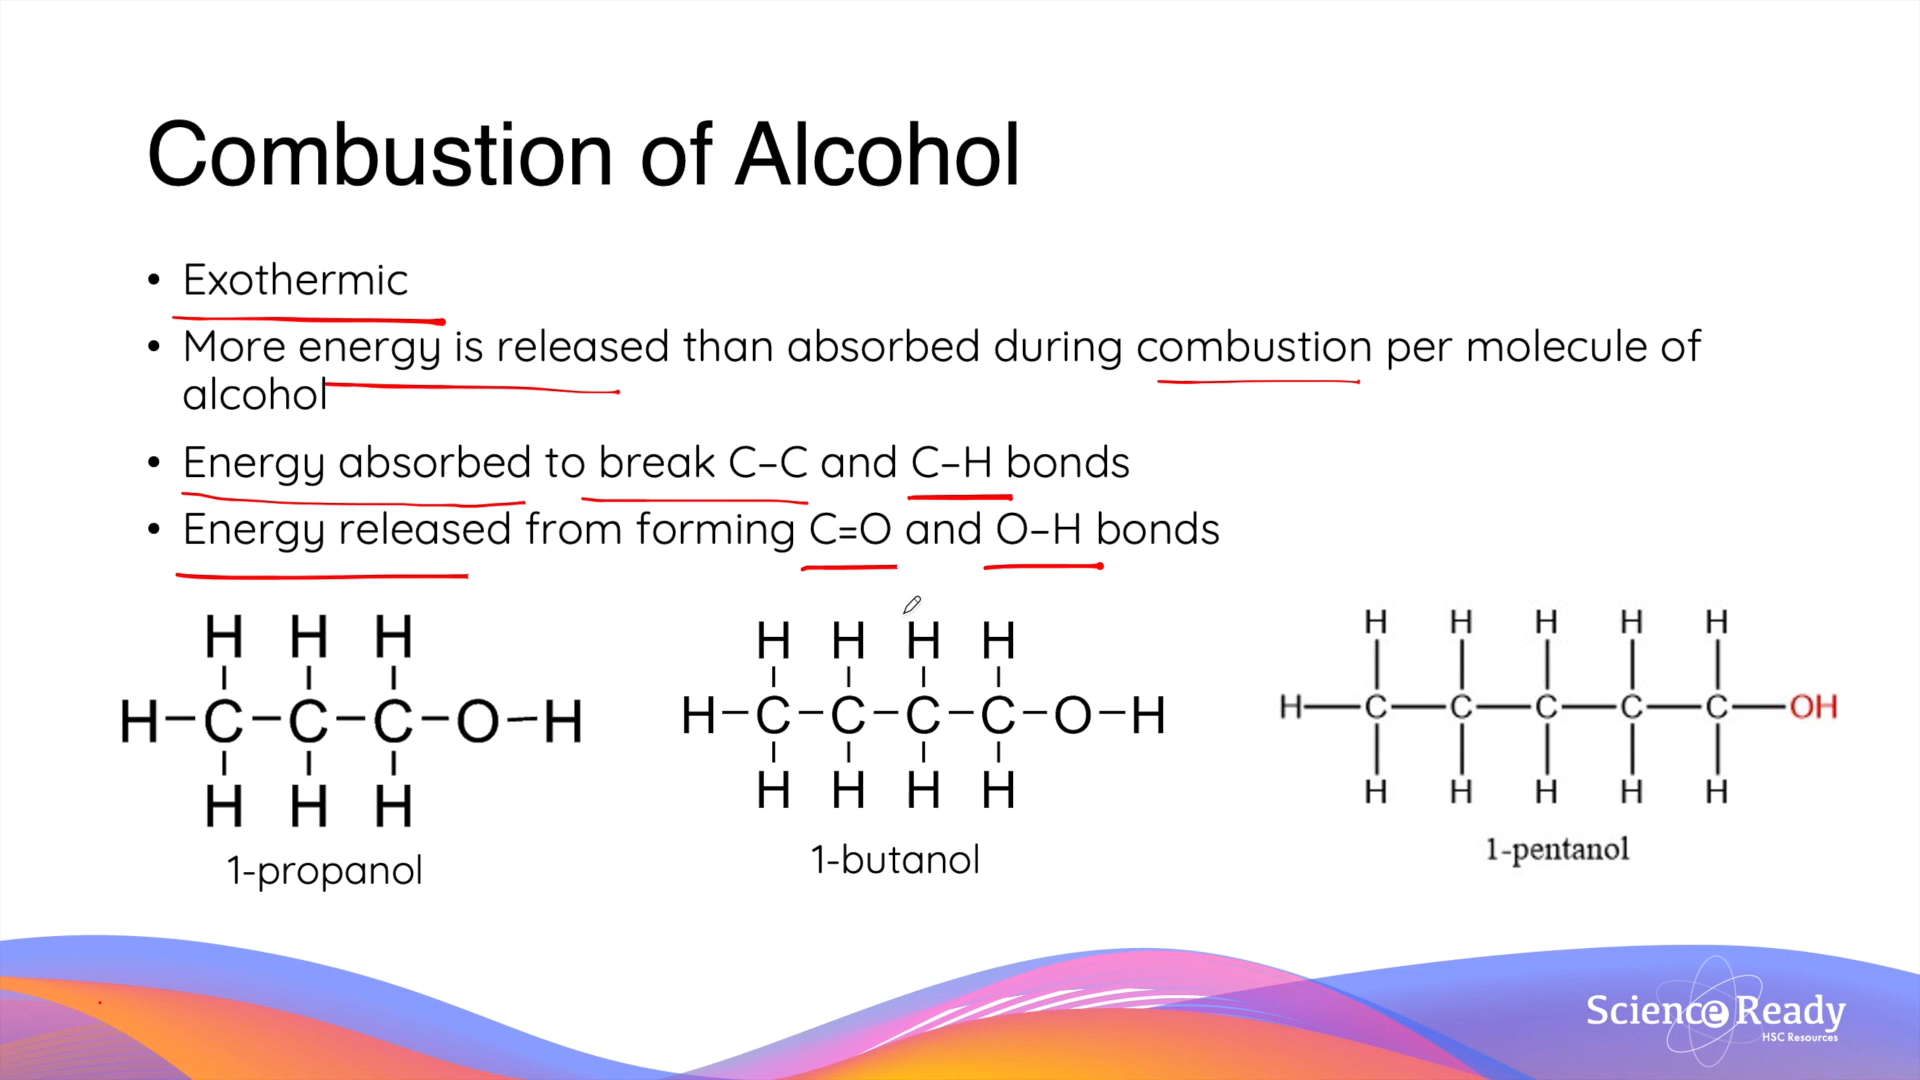 Combustion of Alcohol
• Exothermic
• More energy is released than absorbed during combustion per molecule of
alcohol
• Energy absorbed to break C–C and C–H bonds
• Energy released from forming C=O and O–H bonds
H H H
H–C–C–C–O–H
H H H
1-propanol
H H H H
H–C–C–C–C–O–H
H H H H
1-butanol
H H H H H
H—C—C—C—C—C—OH
H H H H H
1-pentanol
Science Ready
HSC Resources